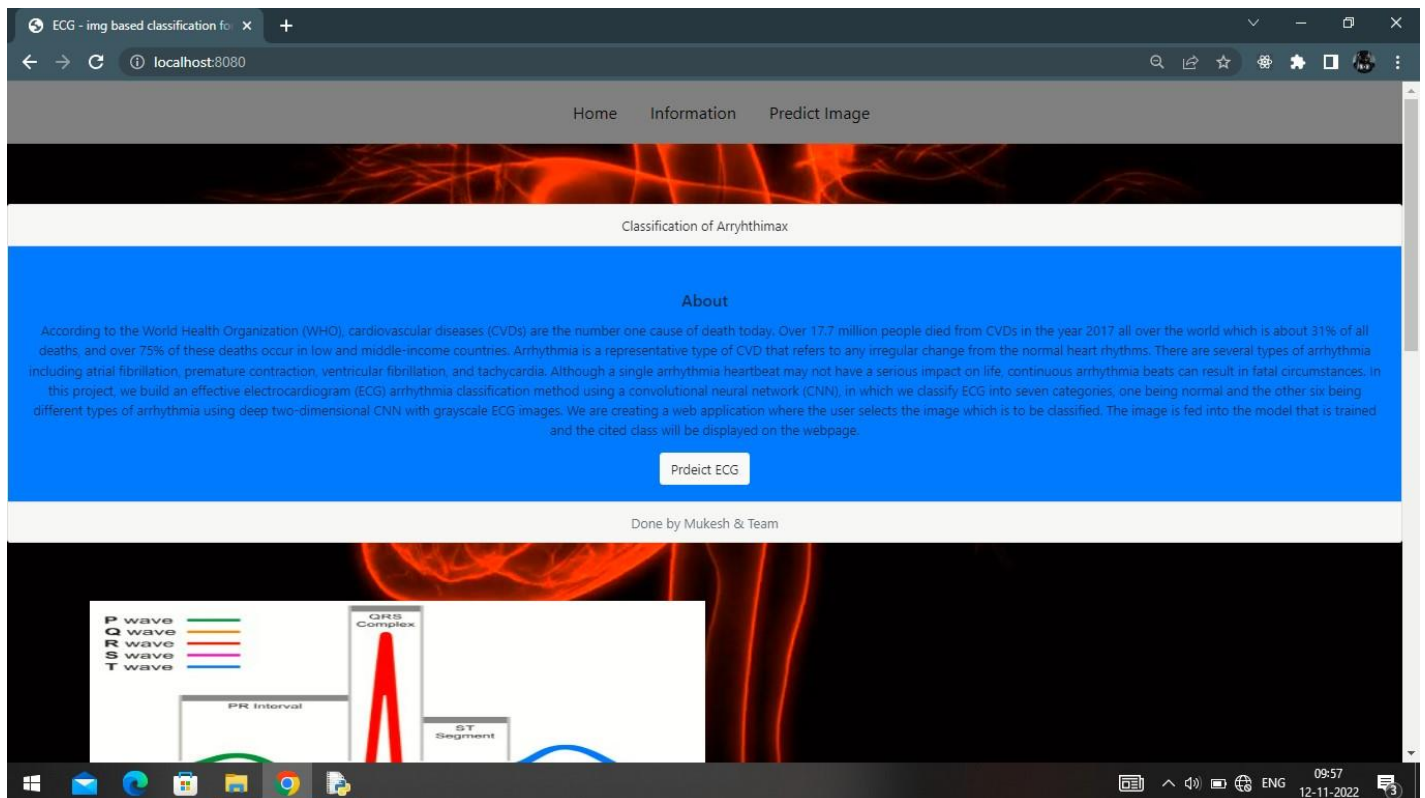 ECG - img based classification fo
localhost:8080
Home Information Predict Image
Classification of Arryhthimax
About
According to the World Health Organization (WHO), cardiovascular diseases (CVDs) are the number one cause of death today. Over 17.7 million people died from CVDs in the year 2017 all over the world which is about 31% of all
deaths, and over 75% of these deaths occur in low and middle-income countries. Arrhythmia is a representative type of CVD that refers to any irregular change from the normal heart rhythms. There are several types of arrhythmia
including atrial fibrillation, premature contraction, ventricular fibrillation, and tachycardia. Although a single arrhythmia heartbeat may not have a serious impact on life, continuous arrhythmia beats can result in fatal circumstances. In
this project, we build an effective electrocardiogram (ECG) arrhythmia classification method using a convolutional neural network (CNN), in which we classify ECG into seven categories, one being normal and the other six being
different types of arrhythmia using deep two-dimensional CNN with grayscale ECG images. We are creating a web application where the user selects the image which is to be classified. The image is fed into the model that is trained
and the cited class will be displayed on the webpage.
Prdeict ECG
Done by Mukesh & Team
P wave
Q wave
R wave
S wave
T wave
QRS
Complex
PR Interval
ST
Segment
ENG
09:57
12-11-2022
3